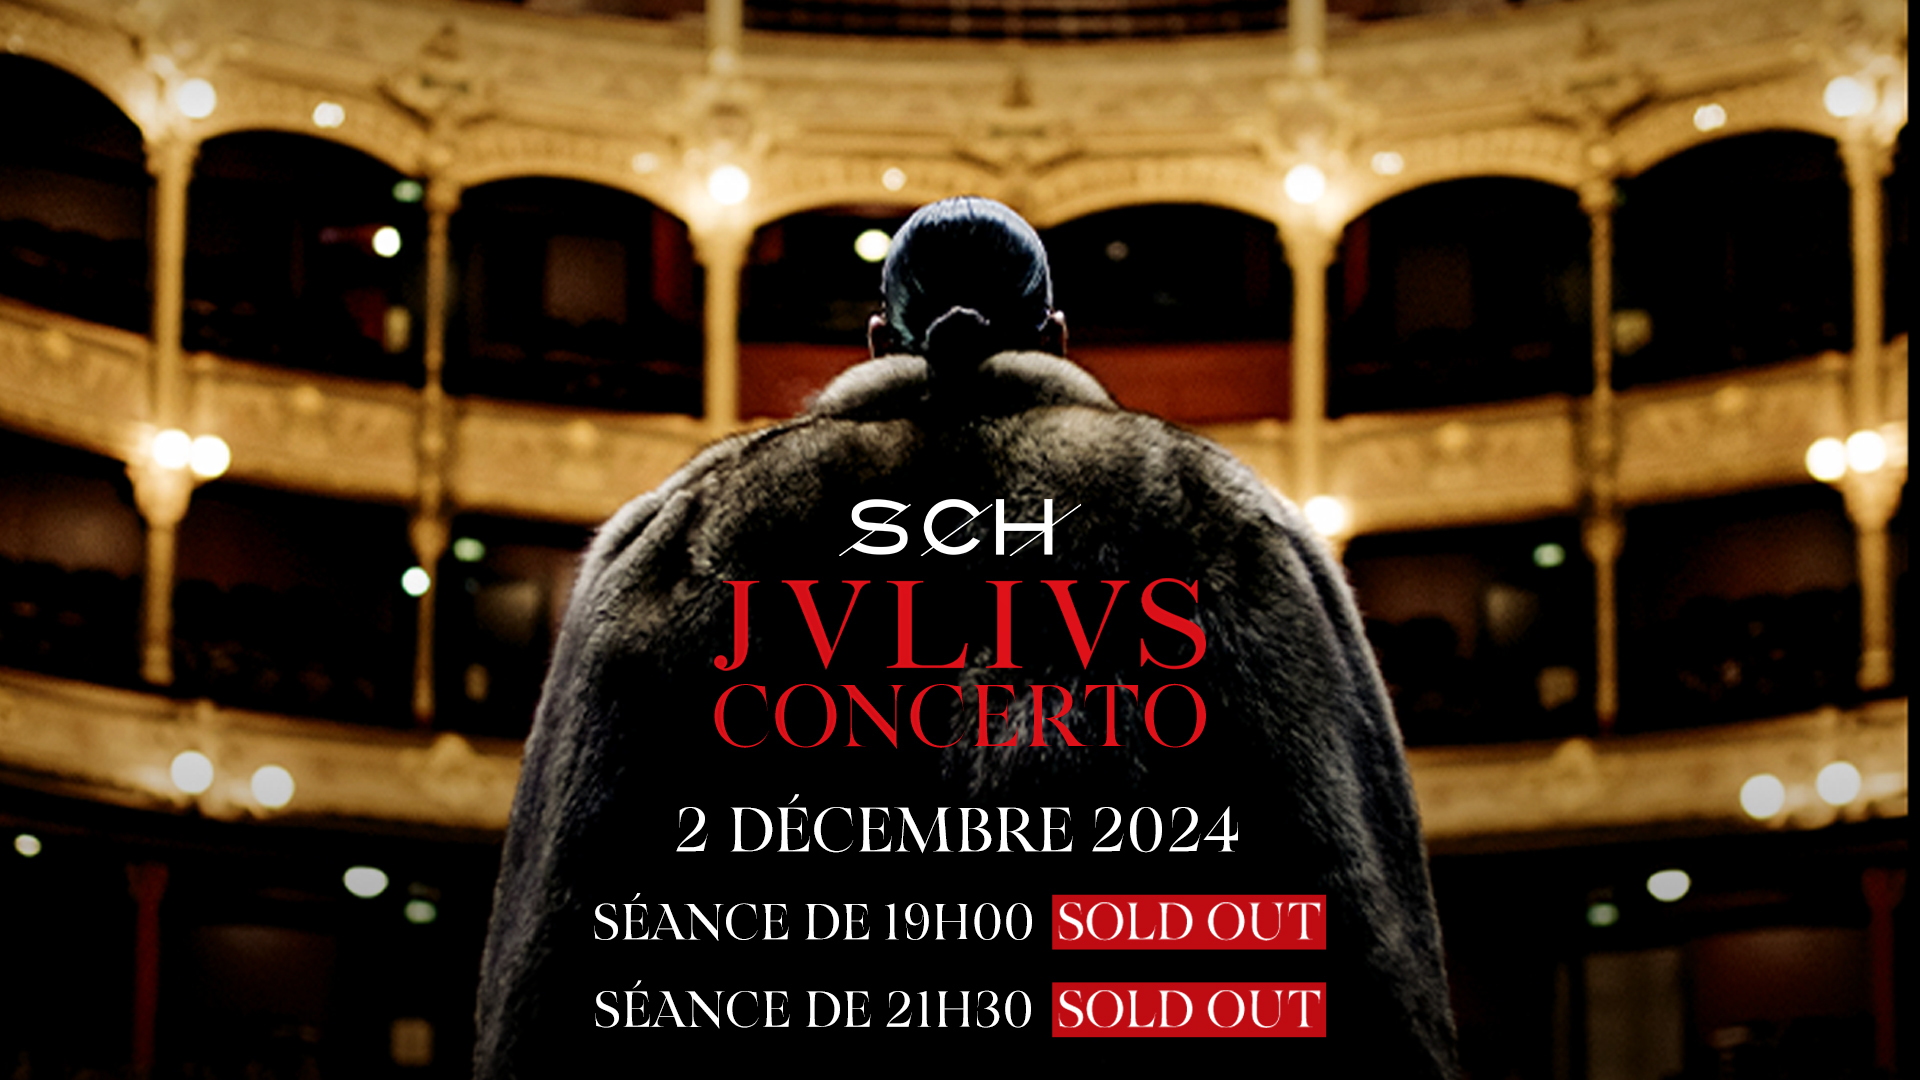 SCH
JVLIVS
CONCERTO
2 DÉCEMBRE 2024
SÉANCE DE 19H00 SOLD OUT
SÉANCE DE 21H30 SOLD OUT